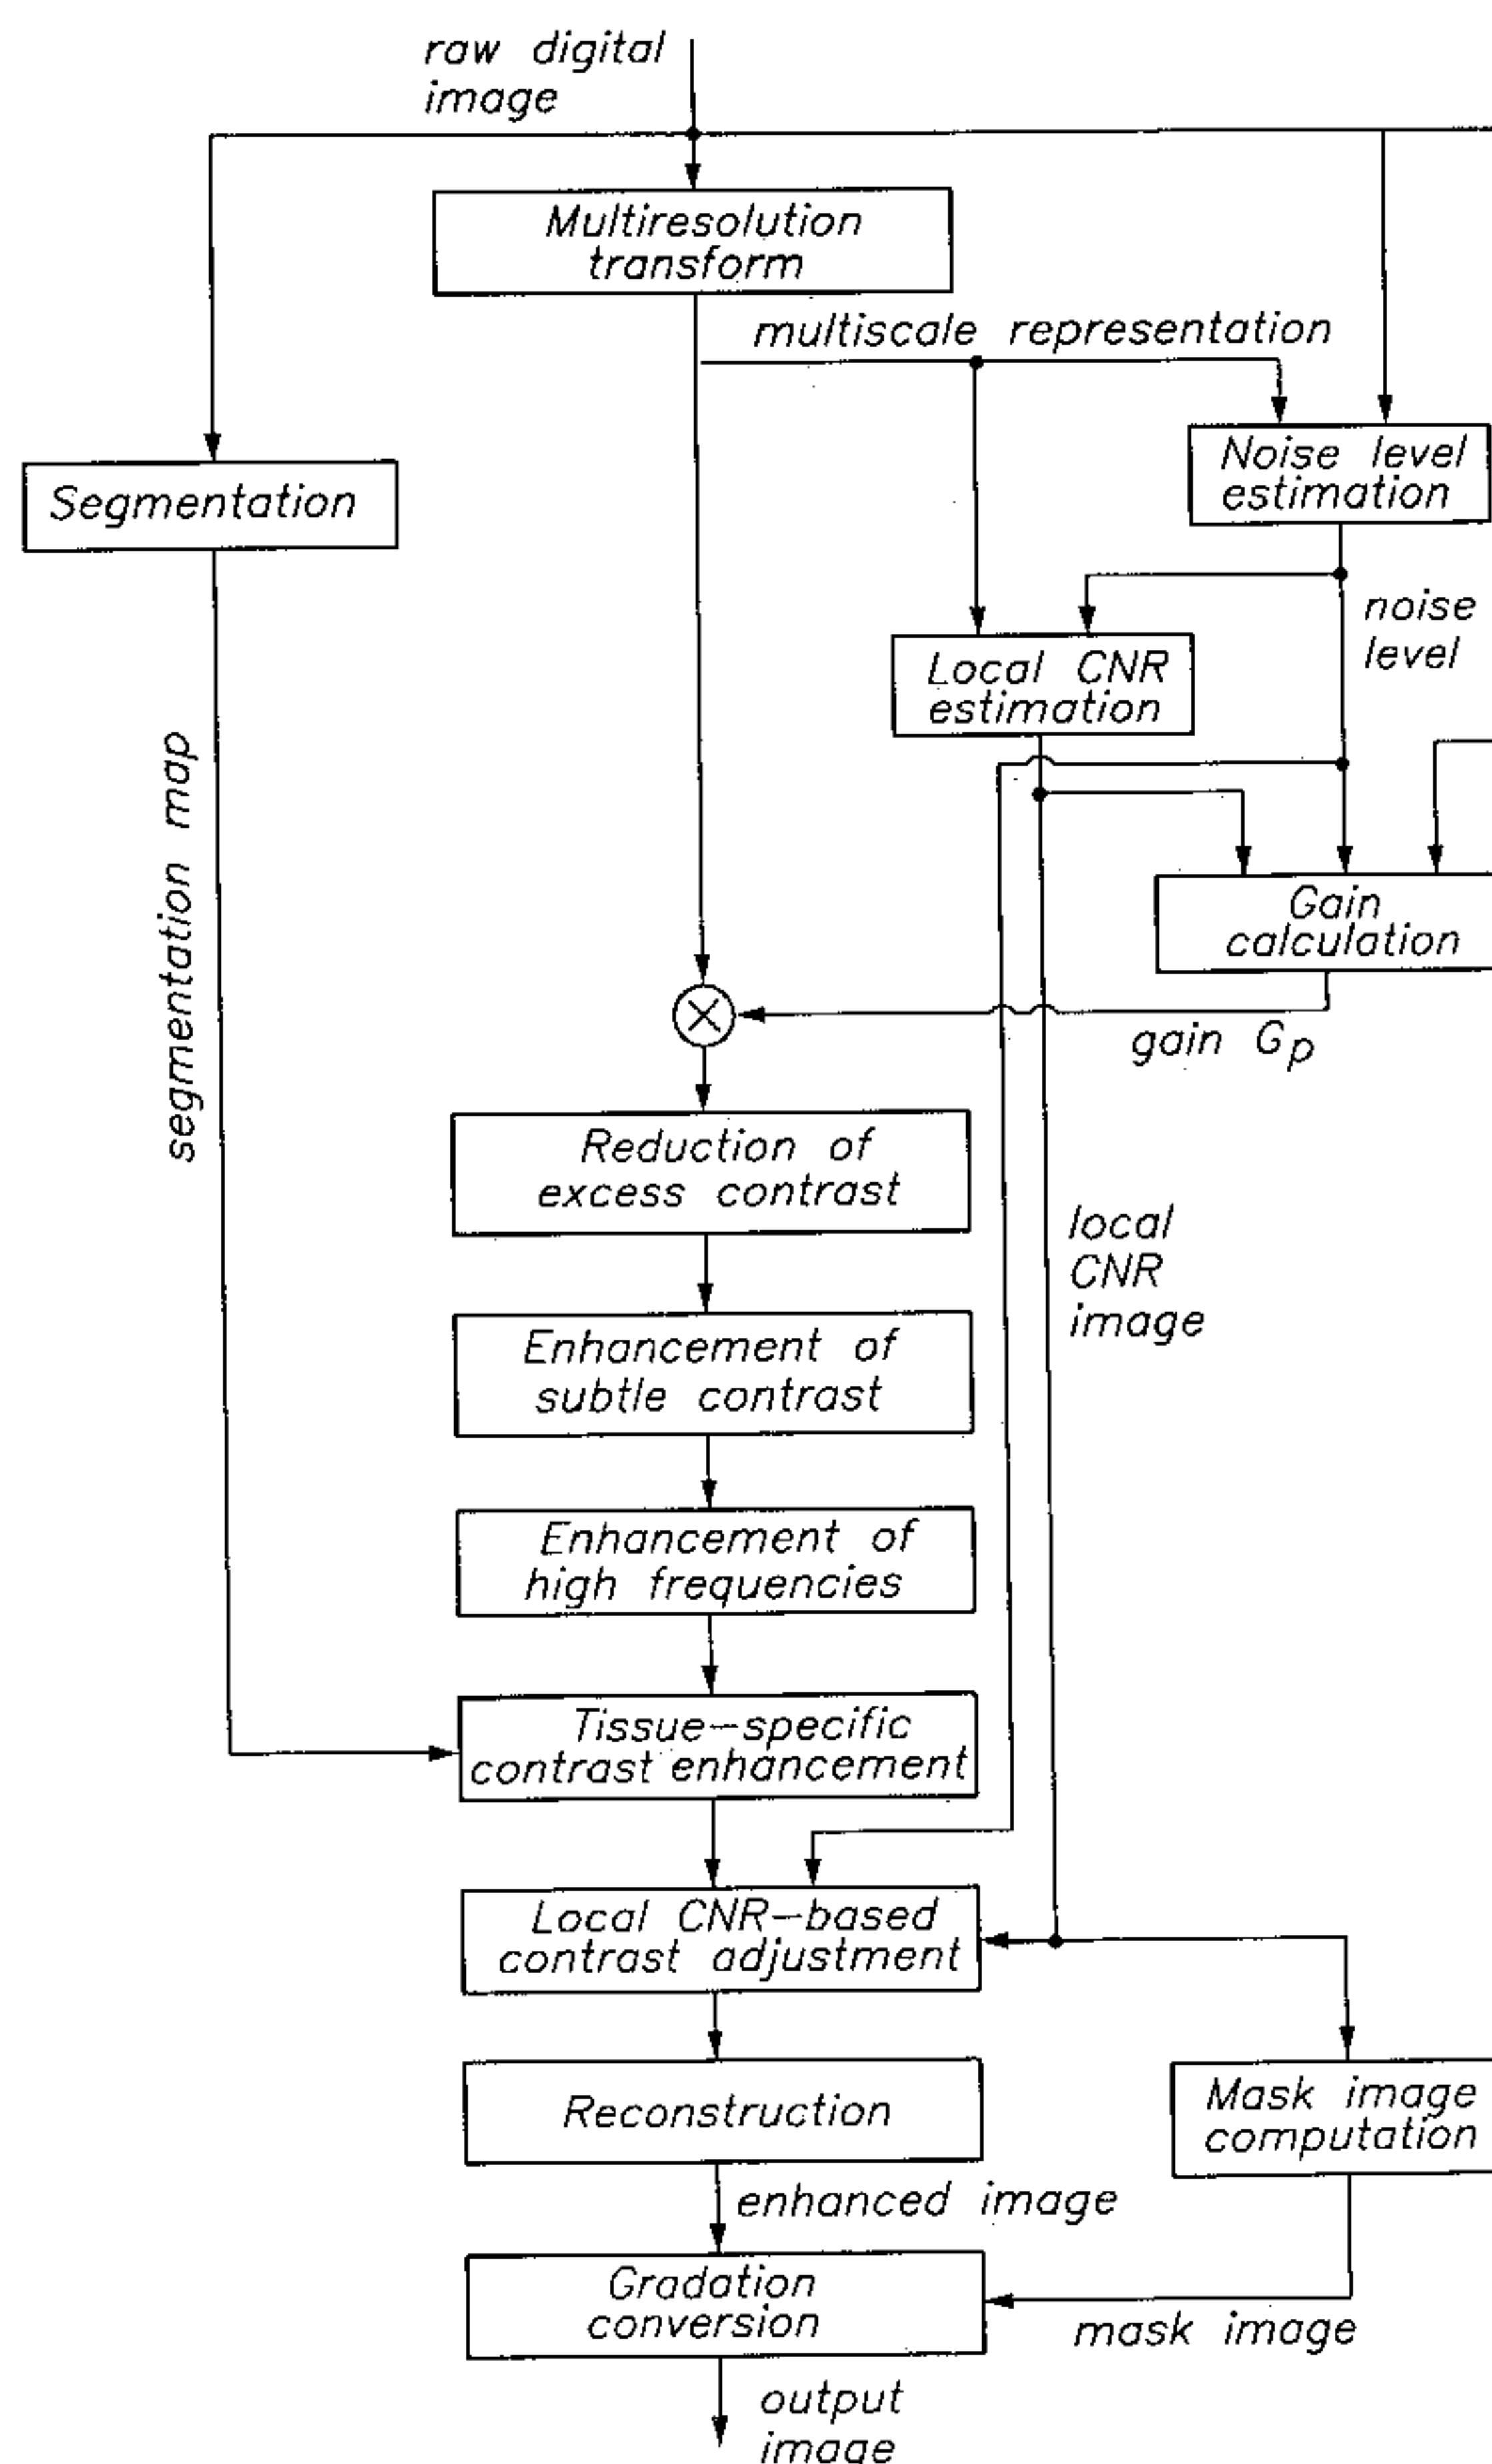 raw digital
image
Multiresolution
transform
multiscale representation
Noise level
estimation
Segmentation
noise
level
Local CNR
estimation
segmentation map
Gain
calculation
gain Gp
Reduction of
excess contrast
local
CNR
image
Enhancement of
subtle contrast
Enhancement of
high frequencies
Tissue-specific
contrast enhancement
Local CNR-based
contrast adjustment
Reconstruction
Mask image
computation
enhanced image
Gradation
conversion
mask image
output
image